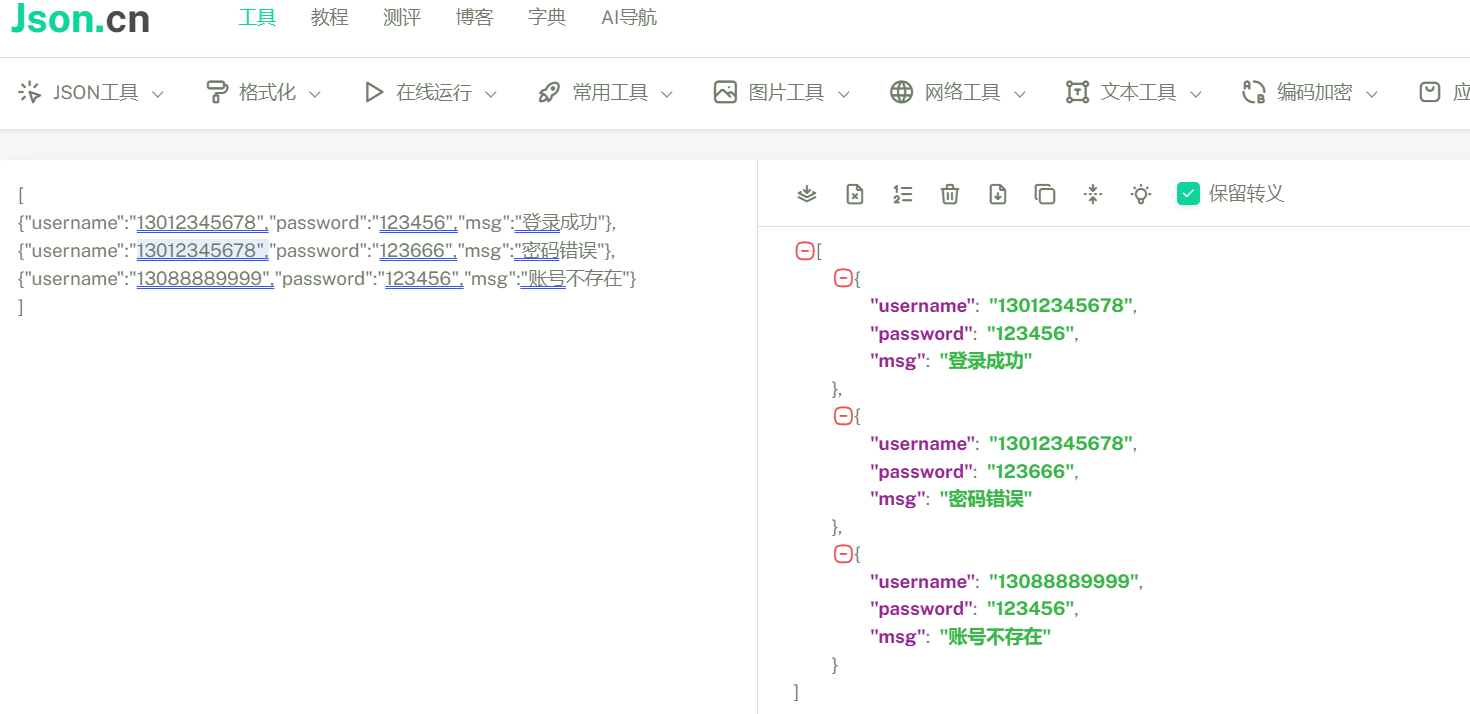 Json.cn 工具 教程 测评 博客 字典 AI导航
JSON工具 格式化 在线运行 常用工具 图片工具 网络工具 文本工具 编码加密 应
[
{"username":"13012345678","password":"123456","msg":"登录成功"},
{"username":"13012345678","password":"123666","msg":"密码错误"},
{"username":"13088889999","password":"123456","msg":"账号不存在"}
]
保留转义
[
{
"username": "13012345678",
"password": "123456",
"msg": "登录成功"
},
{
"username": "13012345678",
"password": "123666",
"msg": "密码错误"
},
{
"username": "13088889999",
"password": "123456",
"msg": "账号不存在"
}
]